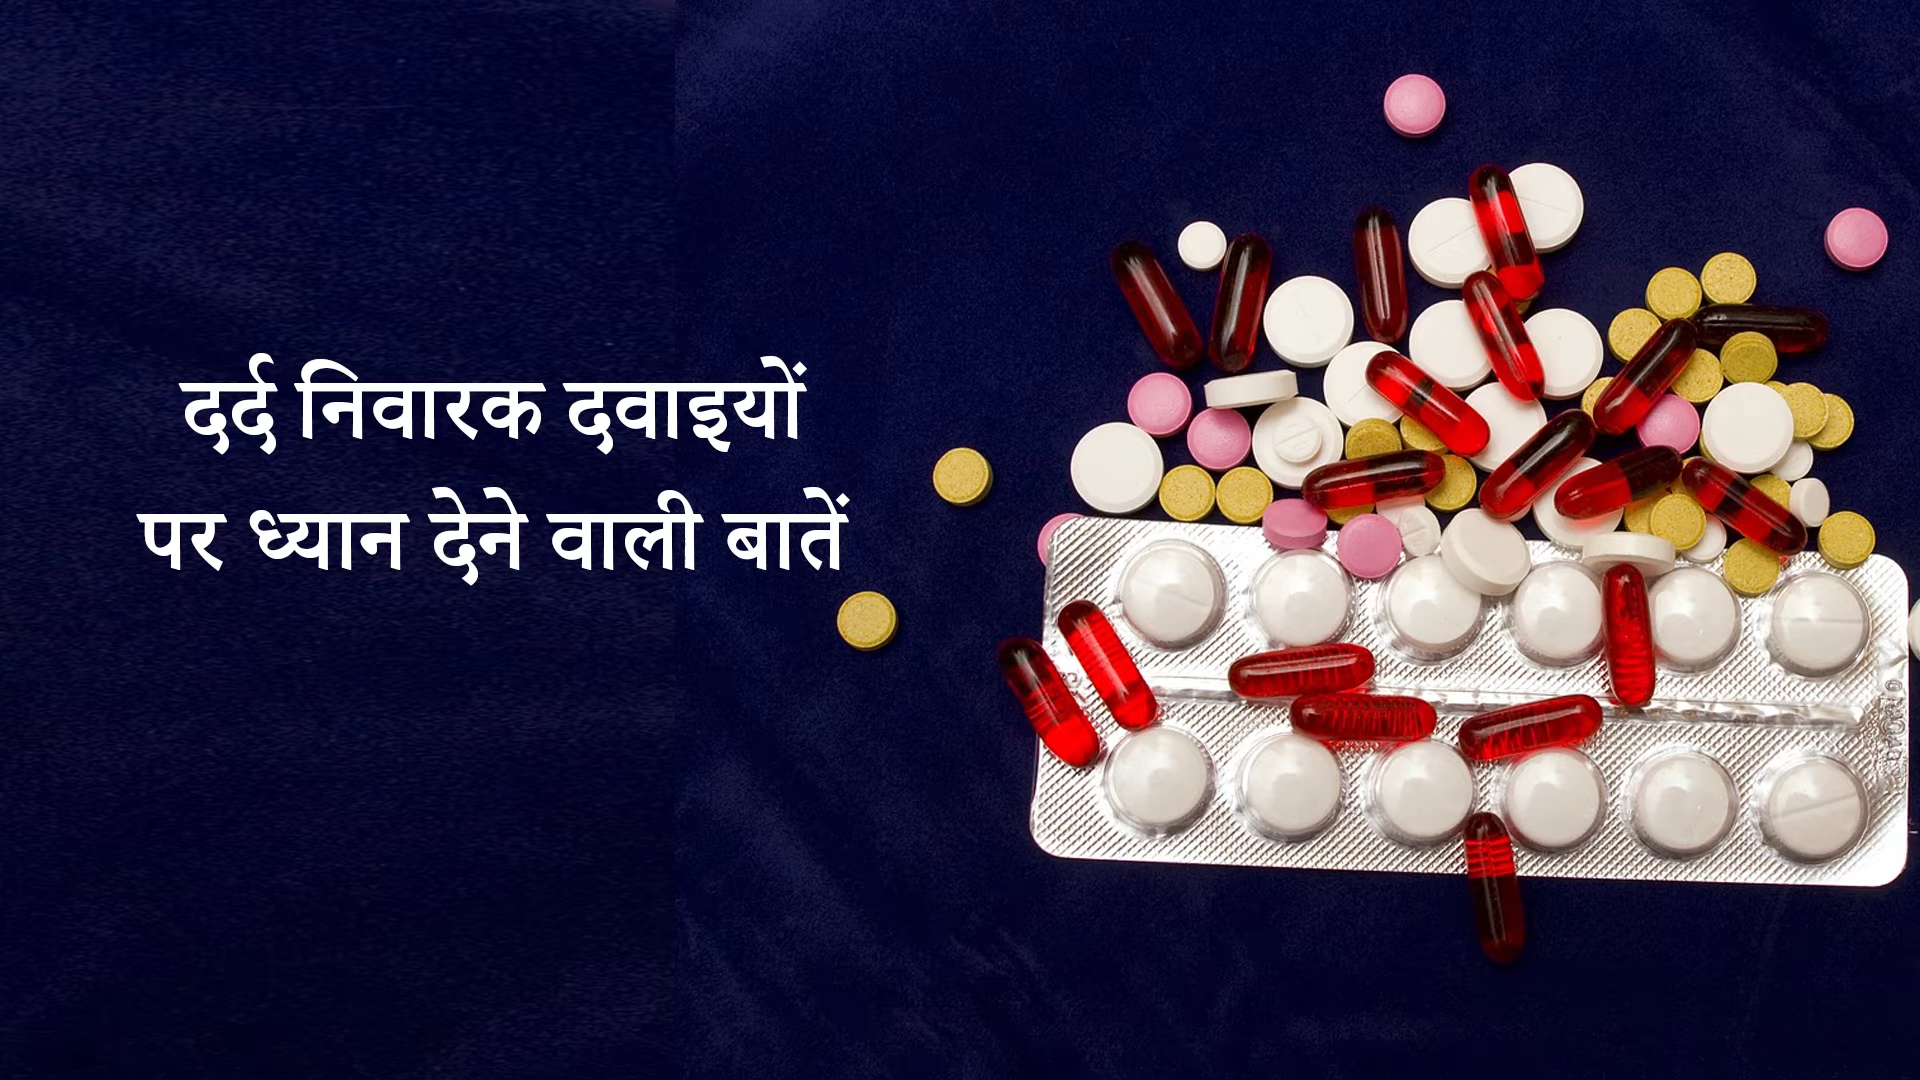 दर्द निवारक दवाइयों
पर ध्यान देने वाली बातें